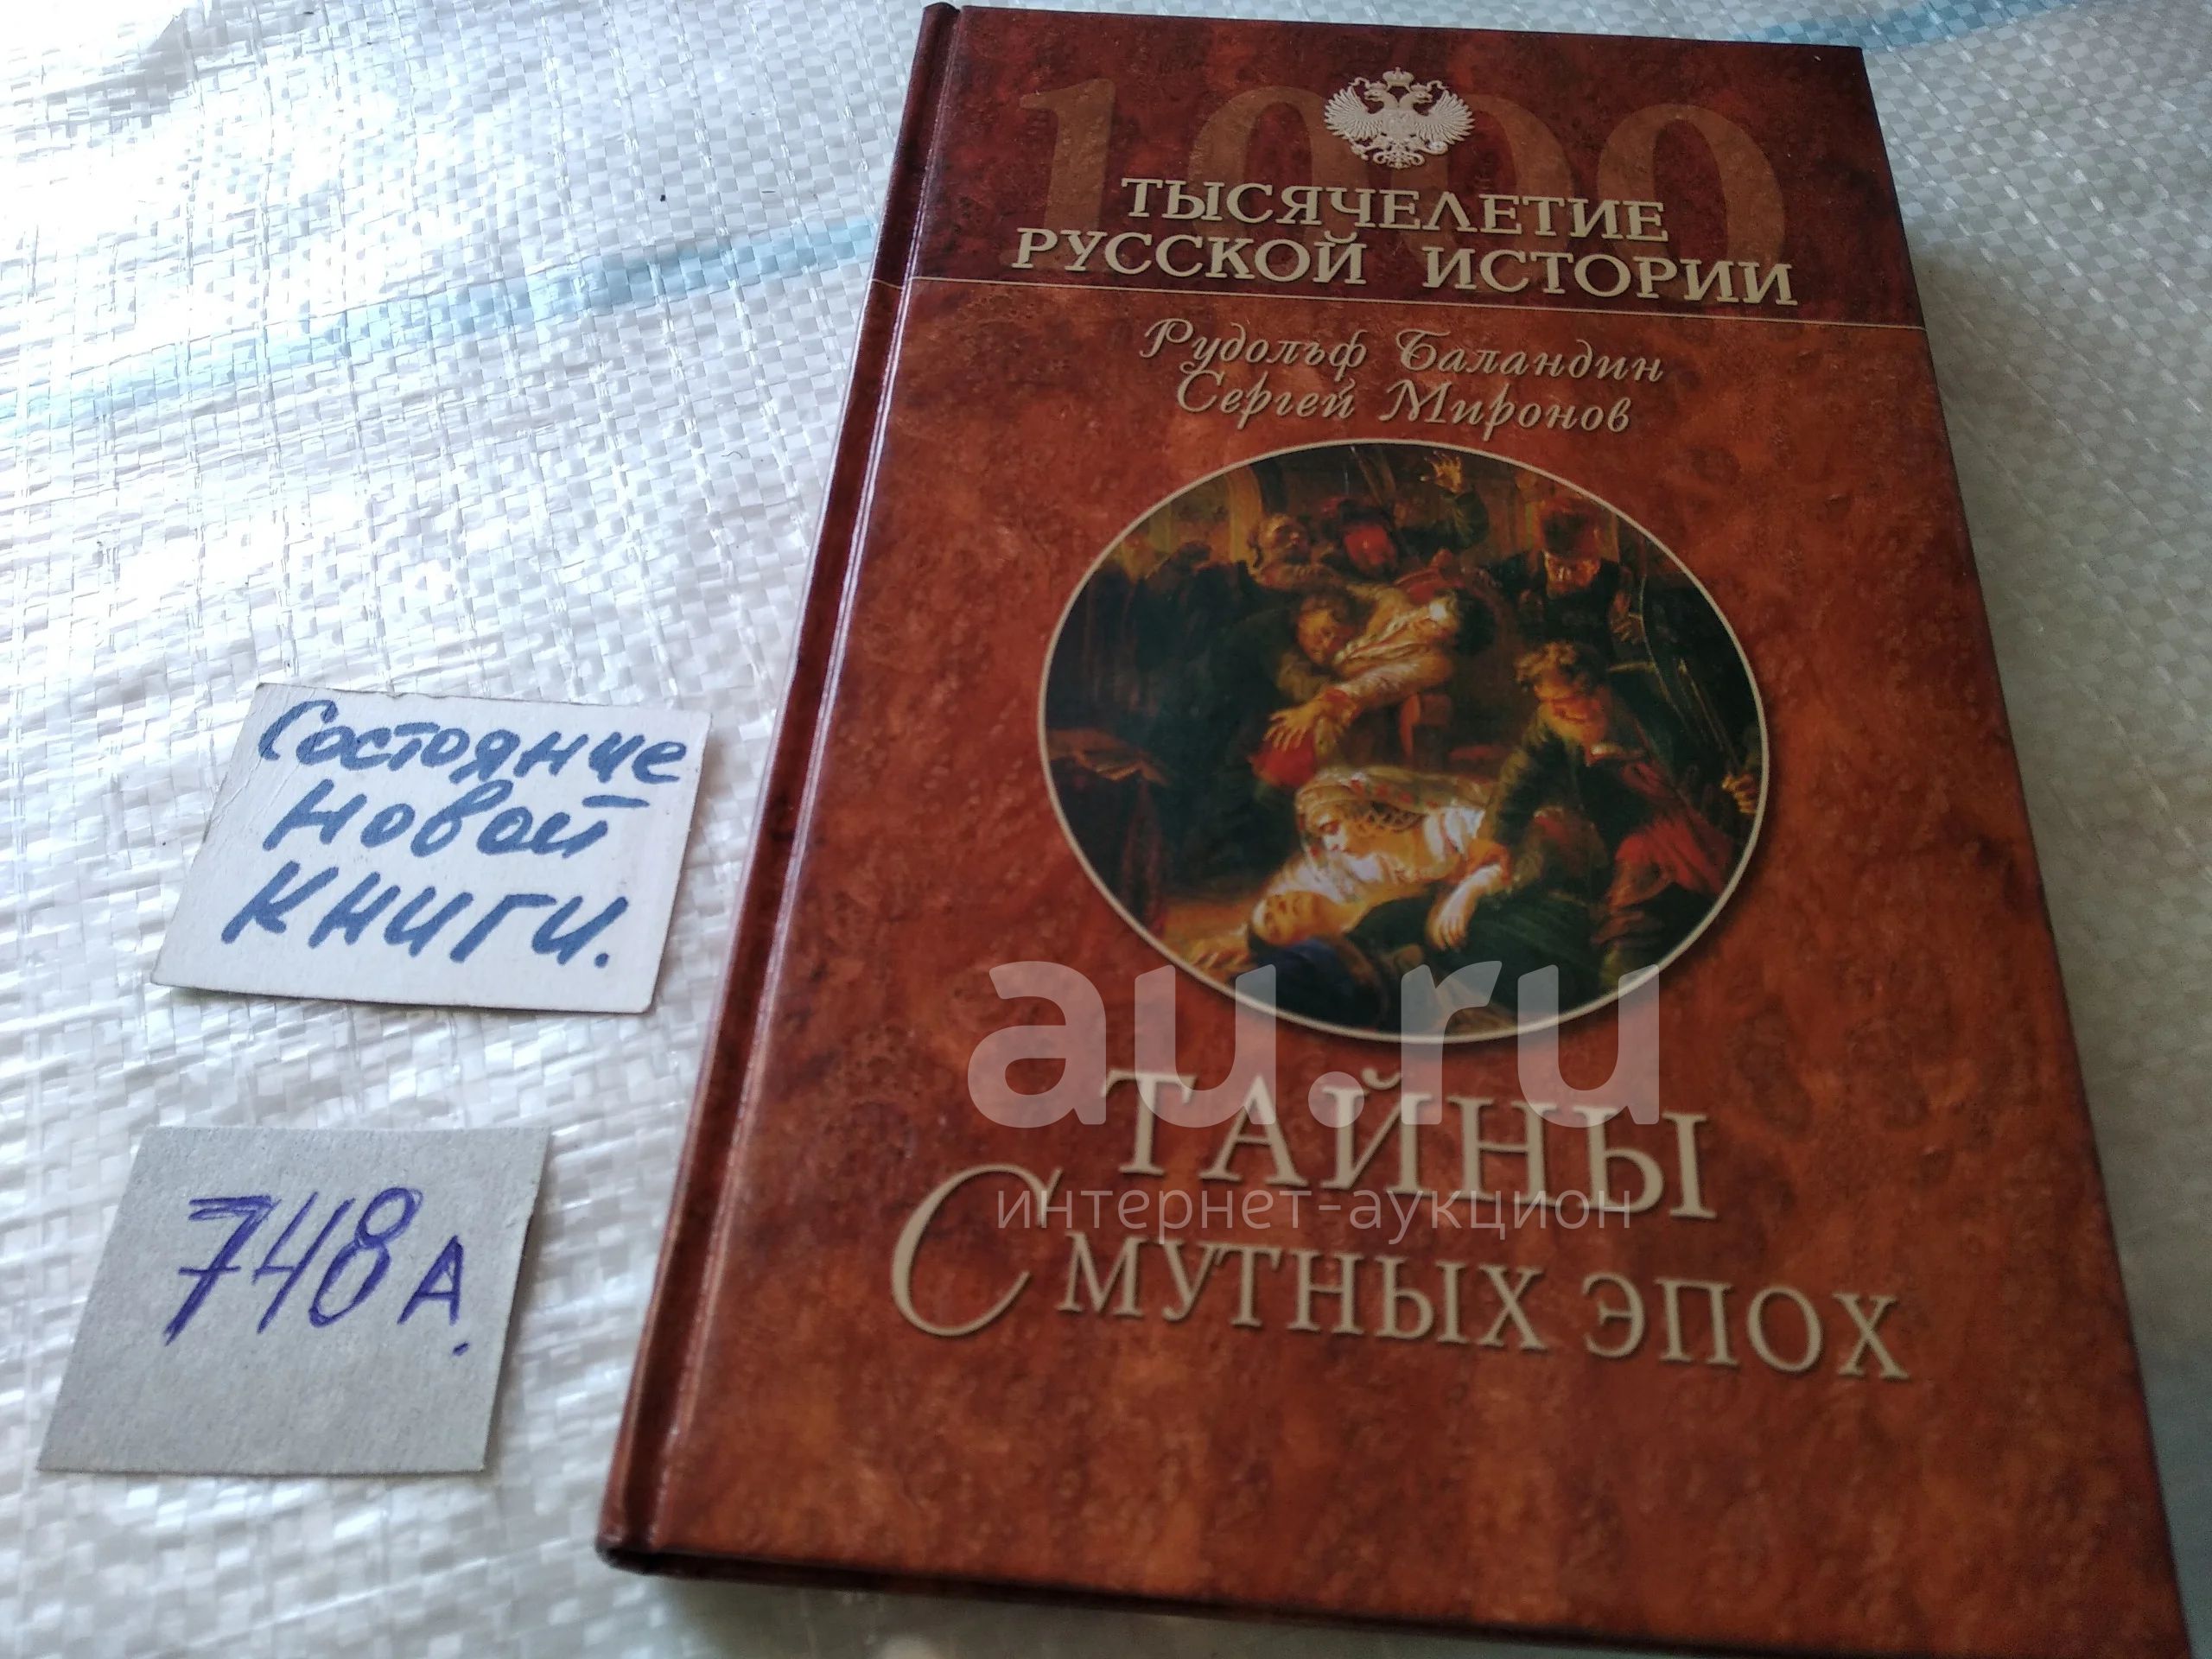 1000
ТЫСЯЧЕЛЕТИЕ
РУССКОЙ ИСТОРИИ
Рудольф Баландин
Сергей Миронов
Состояние
новой
книги.
au.ru
ТАЙНЫ
интернет-аукцион
СМУТНЫХ ЭПОХ
748А.